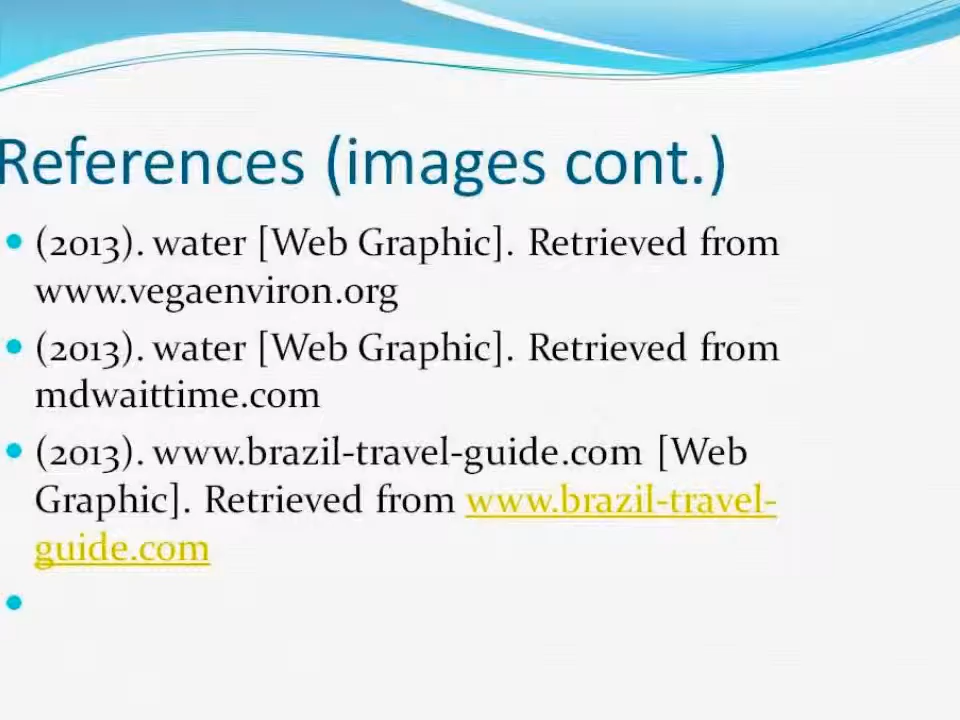 References (images cont.)
(2013). water [Web Graphic]. Retrieved from
www.vegaenviron.org
(2013). water [Web Graphic]. Retrieved from
mdwaittime.com
(2013). www.brazil-travel-guide.com [Web
Graphic]. Retrieved from www.brazil-travel-
guide.com